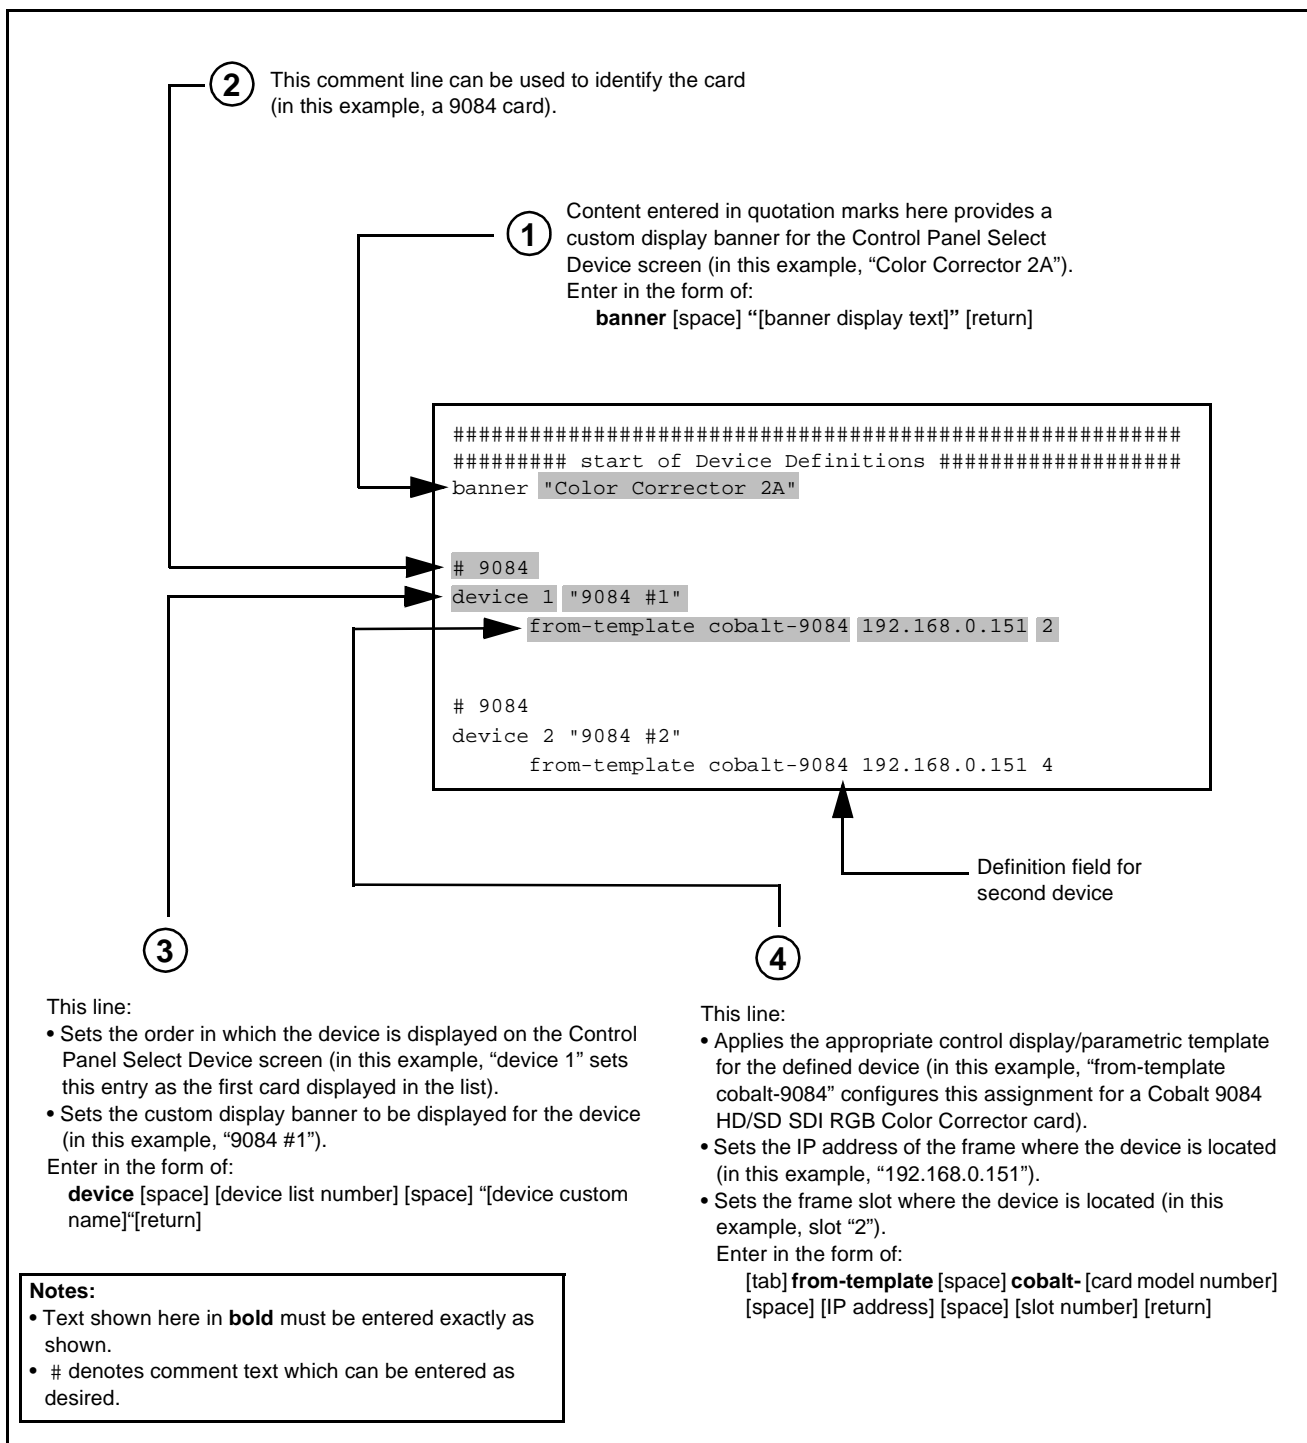 2
This comment line can be used to identify the card
(in this example, a 9084 card).
1
Content entered in quotation marks here provides a
custom display banner for the Control Panel Select
Device screen (in this example, “Color Corrector 2A”).
Enter in the form of:
banner [space] “[banner display text]” [return]
#########################################################
######### start of Device Definitions ###################
banner "Color Corrector 2A"
# 9084
device 1 "9084 #1"
from-template cobalt-9084 192.168.0.151 2
# 9084
device 2 "9084 #2"
from-template cobalt-9084 192.168.0.151 4
Definition field for
second device
3
This line:
• Sets the order in which the device is displayed on the Control
Panel Select Device screen (in this example, “device 1” sets
this entry as the first card displayed in the list).
• Sets the custom display banner to be displayed for the device
(in this example, “9084 #1”).
Enter in the form of:
device [space] [device list number] [space] “[device custom
name]“[return]
4
This line:
• Applies the appropriate control display/parametric template
for the defined device (in this example, “from-template
cobalt-9084” configures this assignment for a Cobalt 9084
HD/SD SDI RGB Color Corrector card).
• Sets the IP address of the frame where the device is located
(in this example, “192.168.0.151”).
• Sets the frame slot where the device is located (in this
example, slot “2”).
Enter in the form of:
[tab] from-template [space] cobalt- [card model number]
[space] [IP address] [space] [slot number] [return]
Notes:
• Text shown here in bold must be entered exactly as
shown.
• # denotes comment text which can be entered as
desired.